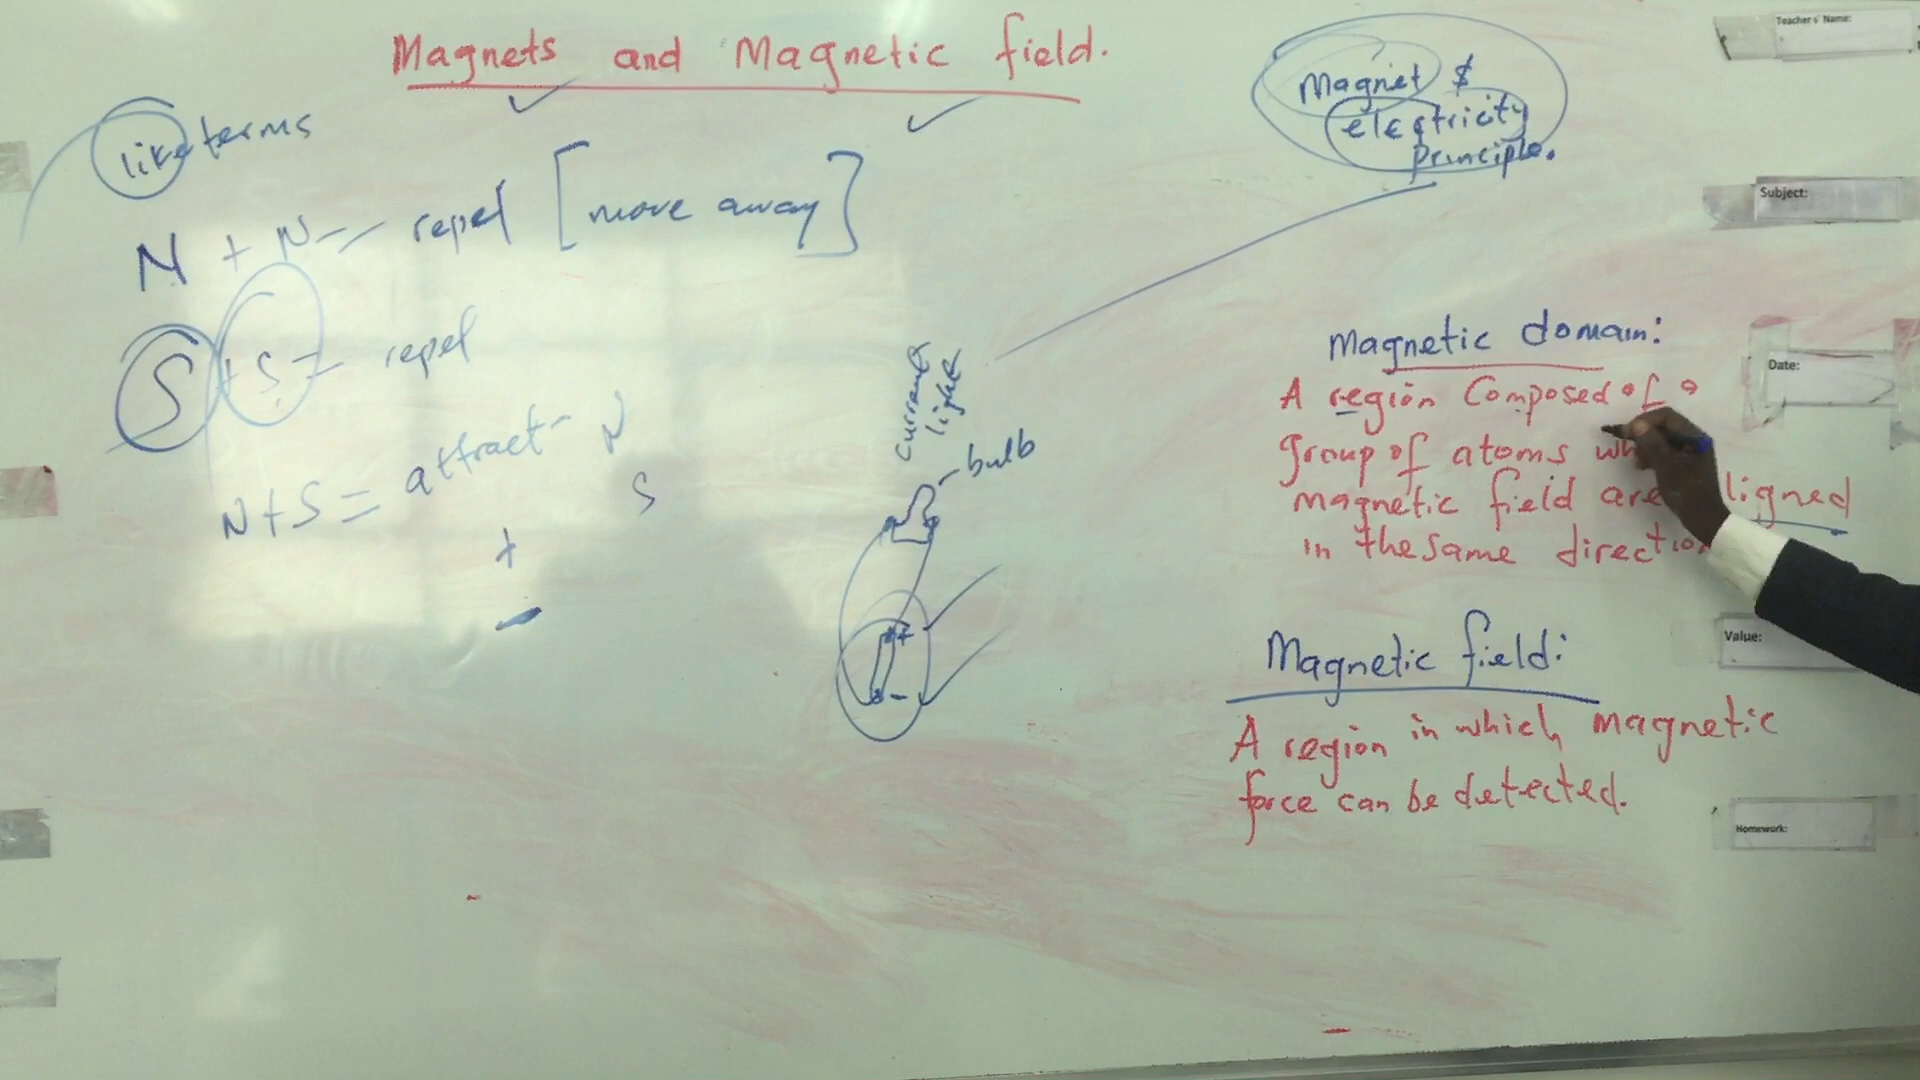 Magnets and Magnetic field.
like terms
N + N = repel [move away]
S + S = repel
N + S = attract - N
S
+
-
Magnet &
electricity
principle.
current
light
bulb
+
-
Magnetic domain:
A region Composed of a
group of atoms
magnetic field are ligned
in the same direction
Magnetic field:
A region in which magnetic
force can be detected.
Teacher's Name:
Subject:
Date:
Value:
Homework: